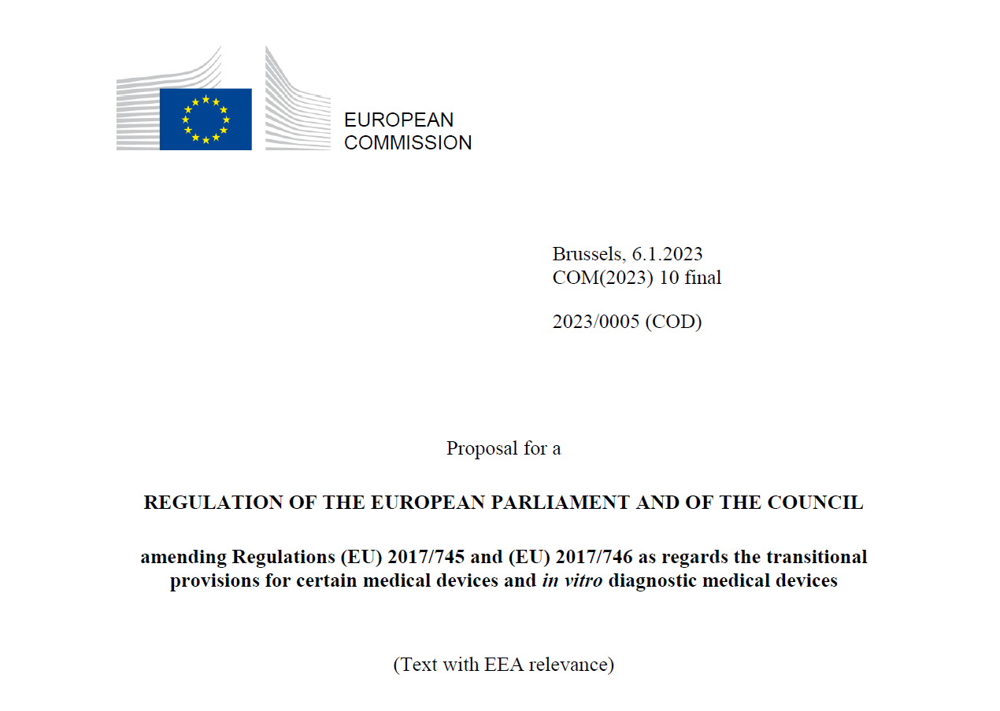 EUROPEAN
COMMISSION
Brussels, 6.1.2023
COM(2023) 10 final
2023/0005 (COD)
Proposal for a
REGULATION OF THE EUROPEAN PARLIAMENT AND OF THE COUNCIL
amending Regulations (EU) 2017/745 and (EU) 2017/746 as regards the transitional
provisions for certain medical devices and in vitro diagnostic medical devices
(Text with EEA relevance)